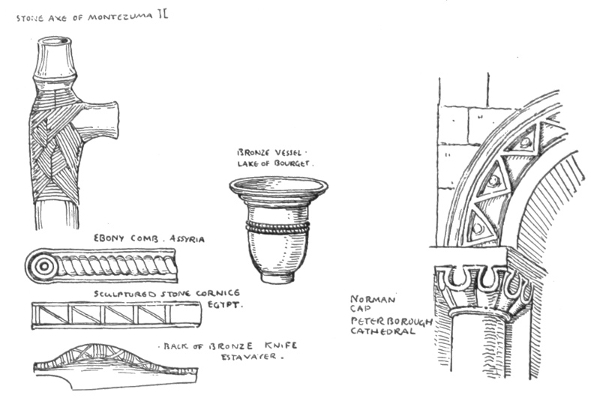 STONE AXE OF MONTEZUMA II
BRONZE VESSEL.
LAKE OF BOURGET.
EBONY COMB. ASSYRIA
SCULPTURED STONE CORNICE
EGYPT.
· BACK OF BRONZE KNIFE
ESTAVAYER.
NORMAN
CAP
PETERBOROUGH
CATHEDRAL